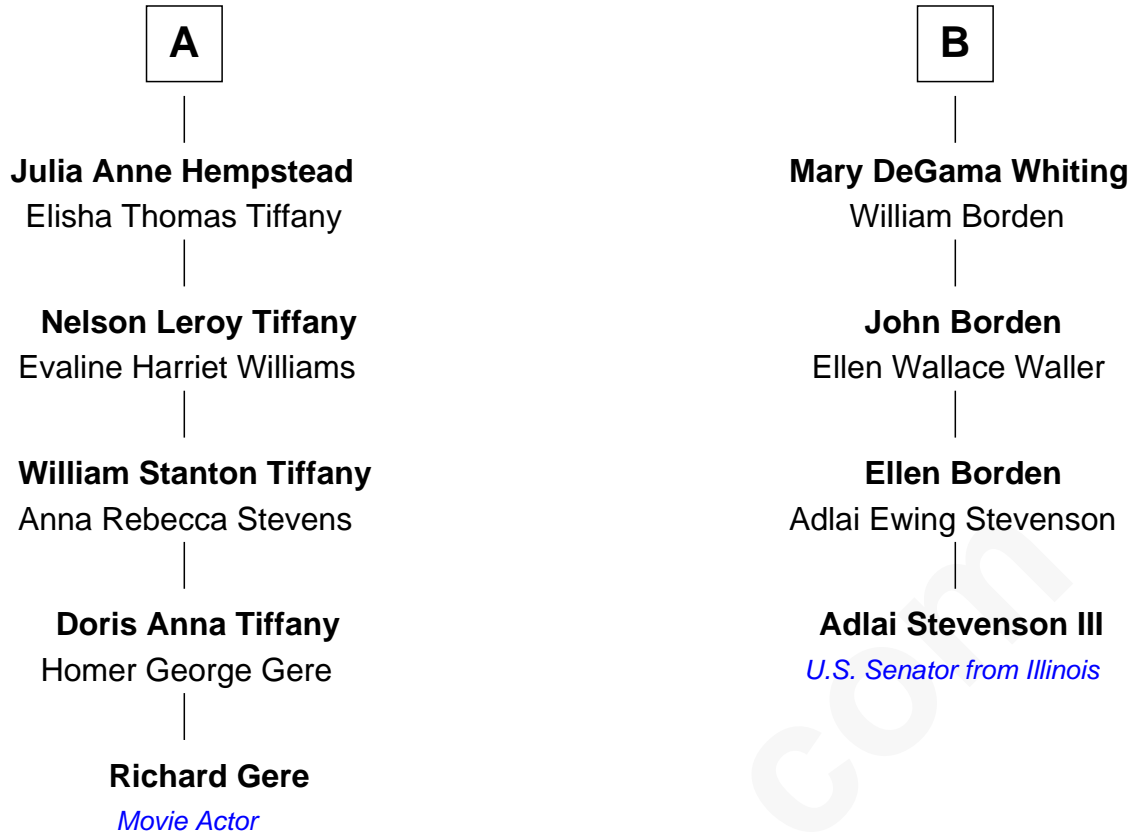 A
Julia Anne Hempstead
Elisha Thomas Tiffany
Nelson Leroy Tiffany
Evaline Harriet Williams
William Stanton Tiffany
Anna Rebecca Stevens
Doris Anna Tiffany
Homer George Gere
Richard Gere
Movie Actor
B
Mary DeGama Whiting
William Borden
John Borden
Ellen Wallace Waller
Ellen Borden
Adlai Ewing Stevenson
Adlai Stevenson III
U.S. Senator from Illinois
com